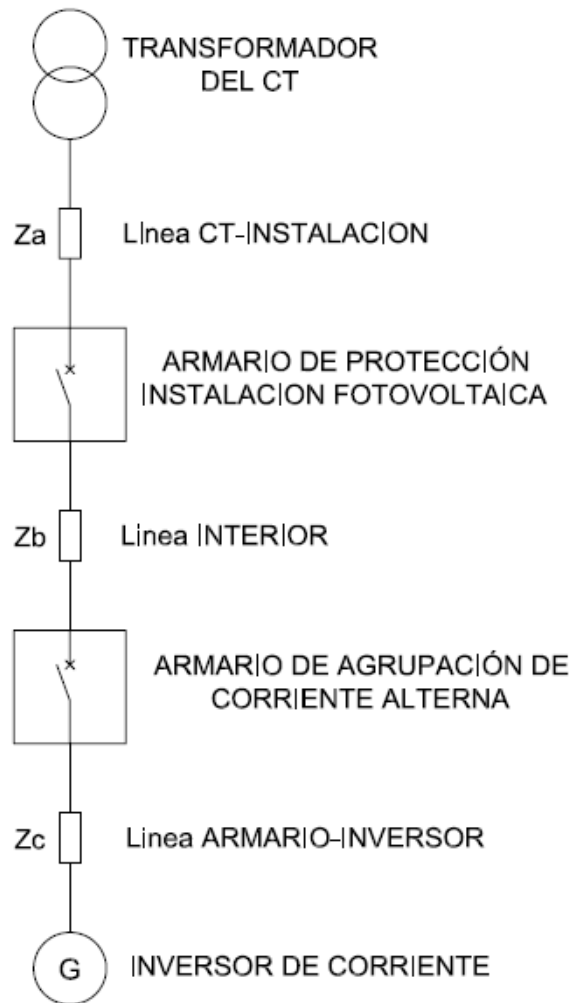 TRANSFORMADOR
DEL CT
Za
Linea CT-INSTALACION
ARMARIO DE PROTECCIÓN
INSTALACION FOTOVOLTAICA
Zb
Linea INTERIOR
ARMARIO DE AGRUPACIÓN DE
CORRIENTE ALTERNA
Zc
Linea ARMARIO-INVERSOR
G
INVERSOR DE CORRIENTE